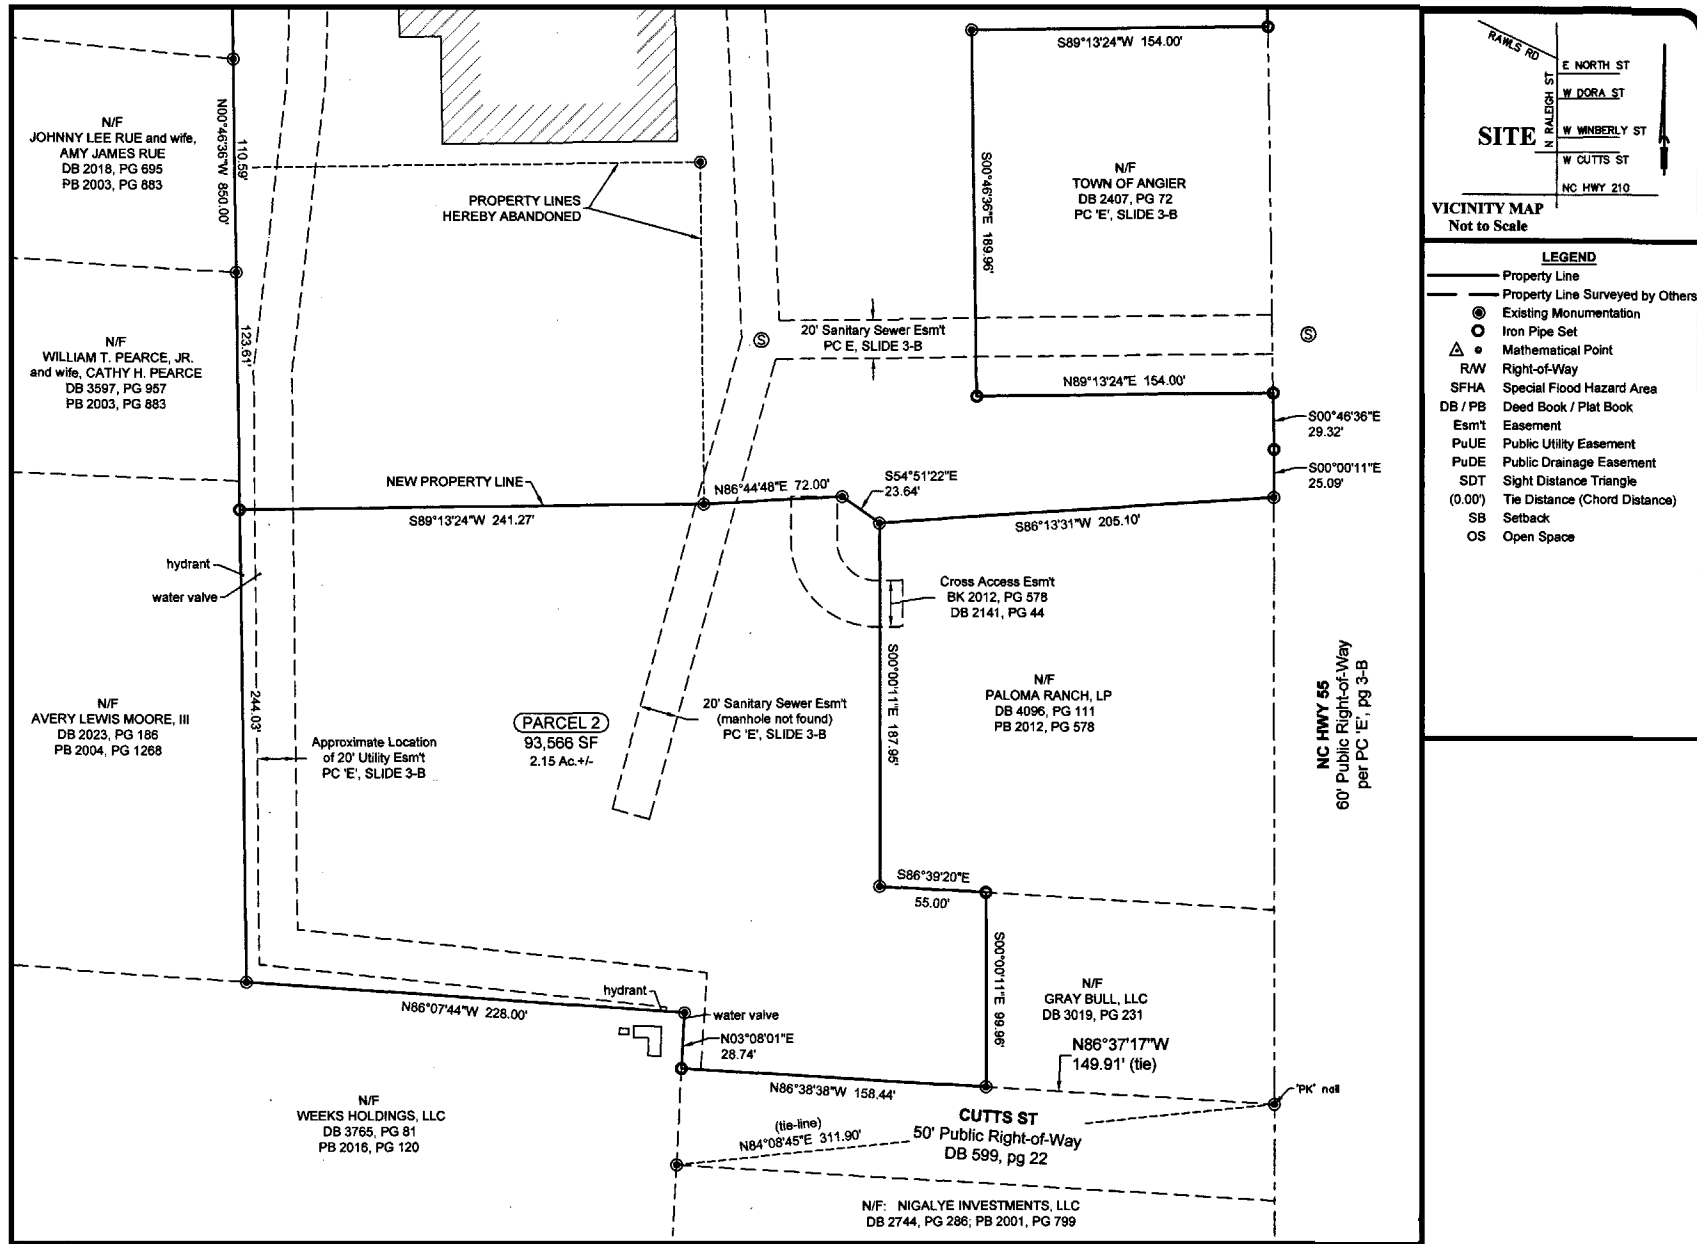 S89°13'24"W 154.00'
N/F
JOHNNY LEE RUE and wife,
AMY JAMES RUE
DB 2018, PG 695
PB 2003, PG 883
N00°46'36"W 850.00'
110.59'
PROPERTY LINES
HEREBY ABANDONED
S00°46'36"E 189.96'
N/F
TOWN OF ANGIER
DB 2407, PG 72
PC 'E', SLIDE 3-B
N/F
WILLIAM T. PEARCE, JR.
and wife, CATHY H. PEARCE
DB 3597, PG 957
PB 2003, PG 883
123.61'
S
20' Sanitary Sewer Esm't
PC E, SLIDE 3-B
S
N89°13'24"E 154.00'
S00°46'36"E
29.32'
S00°00'11"E
25.09'
NEW PROPERTY LINE
S89°13'24"W 241.27'
N86°44'48"E 72.00'
S54°51'22"E
23.64'
S86°13'31"W 205.10'
hydrant
water valve
Cross Access Esm't
BK 2012, PG 578
DB 2141, PG 44
S00°00'11"E 187.95'
N/F
AVERY LEWIS MOORE, III
DB 2023, PG 186
PB 2004, PG 1268
244.03'
Approximate Location
of 20' Utility Esm't
PC 'E', SLIDE 3-B
PARCEL 2
93,566 SF
2.15 Ac.+/-
20' Sanitary Sewer Esm't
(manhole not found)
PC 'E', SLIDE 3-B
N/F
PALOMA RANCH, LP
DB 4096, PG 111
PB 2012, PG 578
NC HWY 55
60' Public Right-of-Way
per PC 'E', pg 3-B
S86°39'20"E
55.00'
S00°00'11"E 99.96'
N/F
GRAY BULL, LLC
DB 3019, PG 231
N86°37'17"W
149.91' (tie)
N86°07'44"W 228.00'
hydrant
water valve
N03°08'01"E
28.74'
N86°38'38"W 158.44'
"PK" nail
N/F
WEEKS HOLDINGS, LLC
DB 3765, PG 81
PB 2016, PG 120
(tie-line)
N84°08'45"E 311.90'
CUTTS ST
50' Public Right-of-Way
DB 599, pg 22
N/F: NIGALYE INVESTMENTS, LLC
DB 2744, PG 286; PB 2001, PG 799
RAWLS RD
N RALEIGH ST
E NORTH ST
W DORA ST
W WINBERLY ST
SITE
W CUTTS ST
NC HWY 210
VICINITY MAP
Not to Scale
LEGEND
Property Line
Property Line Surveyed by Others
Existing Monumentation
Iron Pipe Set
Mathematical Point
R/W Right-of-Way
SFHA Special Flood Hazard Area
DB / PB Deed Book / Plat Book
Esm't Easement
PuUE Public Utility Easement
PuDE Public Drainage Easement
SDT Sight Distance Triangle
(0.00') Tie Distance (Chord Distance)
SB Setback
OS Open Space